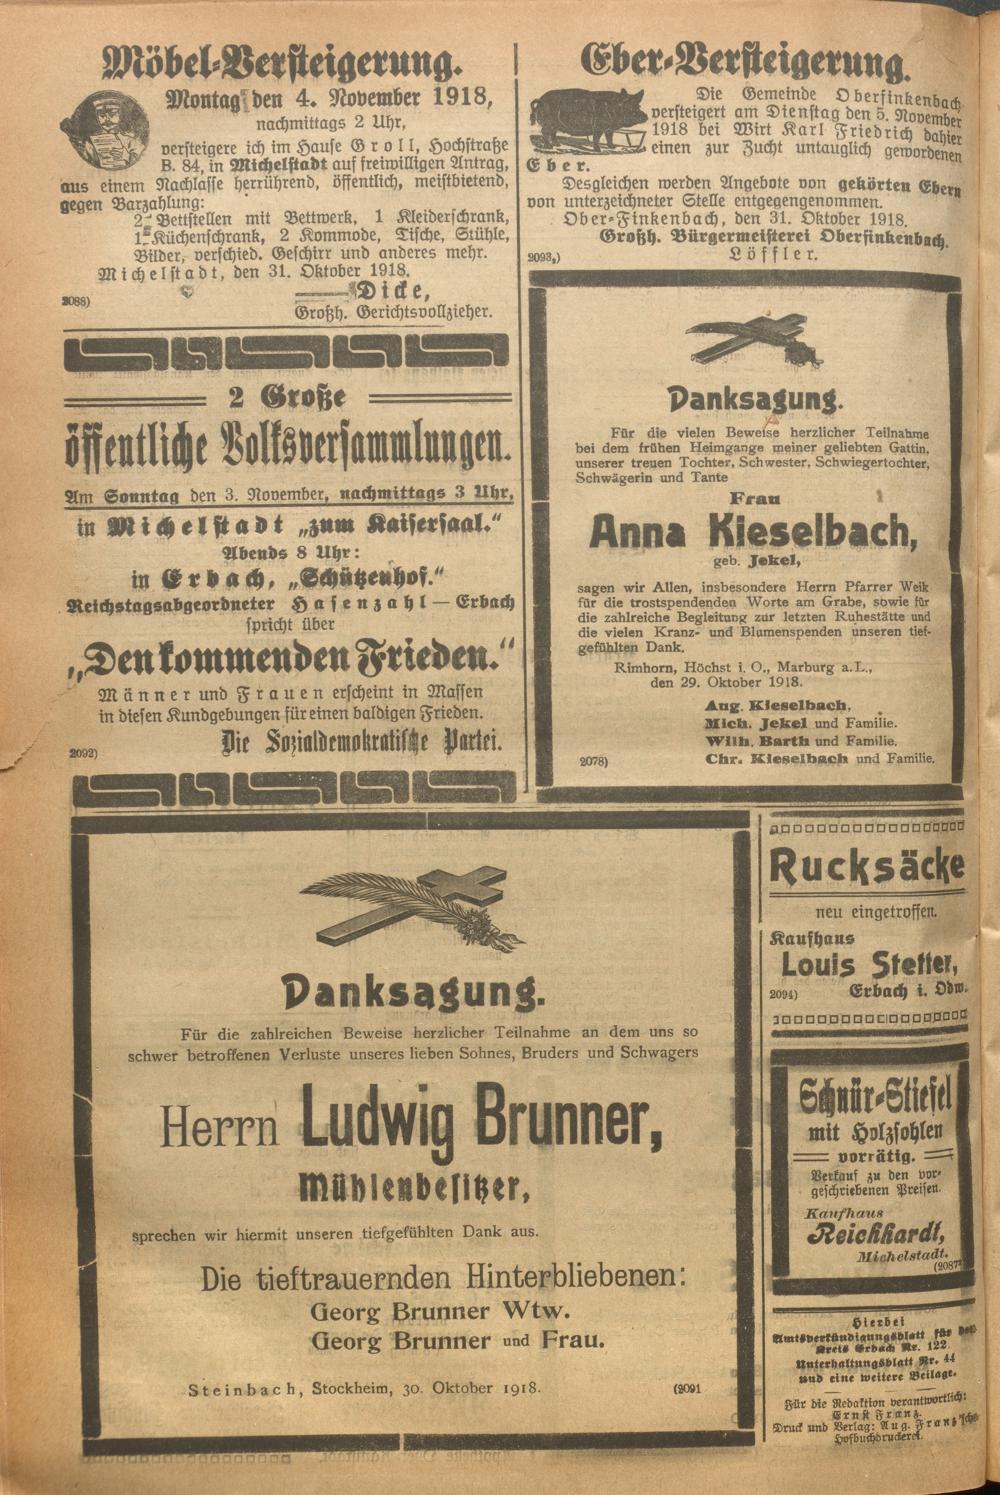 Möbel-Versteigerung.
Montag den 4. November 1918,
nachmittags 2 Uhr,
versteigere ich im Hause Groll, Hochstraße
B. 84, in Michelstadt auf freiwilligen Antrag,
aus einem Nachlasse herrührend, öffentlich, meistbietend,
gegen Barzahlung:
2 Bettstellen mit Bettwerk, 1 Kleiderschrank,
1 Küchenschrank, 2 Kommode, Tische, Stühle,
Bilder, verschied. Geschirr und anderes mehr.
Michelstadt, den 31. Oktober 1918.
Dicke,
2088)
Großh. Gerichtsvollzieher.
2 Große
öffentliche Volksversammlungen.
Am Sonntag den 3. November, nachmittags 3 Uhr,
in Michelstadt „zum Kaisersaal.“
Abends 8 Uhr:
in Erbach, „Schützenhof.“
Reichstagsabgeordneter Hasenzahl — Erbach
spricht über
„Den kommenden Frieden.“
Männer und Frauen erscheint in Massen
in diesen Kundgebungen für einen baldigen Frieden.
2092) Die Sozialdemokratische Partei.
Eber-Versteigerung.
Die Gemeinde Oberfinkenbach
versteigert am Dienstag den 5. November
1918 bei Wirt Karl Friedrich dahier
einen zur Zucht untauglich gewordenen
Eber.
Desgleichen werden Angebote von gekörten Ebern
von unterzeichneter Stelle entgegengenommen.
Ober-Finkenbach, den 31. Oktober 1918.
Großh. Bürgermeisterei Oberfinkenbach.
2093,) Löffler.
Danksagung.
Für die vielen Beweise herzlicher Teilnahme
bei dem frühen Heimgange meiner geliebten Gattin,
unserer treuen Tochter, Schwester, Schwiegertochter,
Schwägerin und Tante
Frau
Anna Kieselbach,
geb. Jekel,
sagen wir Allen, insbesondere Herrn Pfarrer Weik
für die trostspendenden Worte am Grabe, sowie für
die zahlreiche Begleitung zur letzten Ruhestätte und
die vielen Kranz- und Blumenspenden unseren tief-
gefühlten Dank.
Rimhorn, Höchst i. O., Marburg a. L.,
den 29. Oktober 1918.
Aug. Kieselbach,
Mich. Jekel und Familie.
Wilh. Barth und Familie.
2078) Chr. Kieselbach und Familie.
Danksagung.
Für die zahlreichen Beweise herzlicher Teilnahme an dem uns so
schwer betroffenen Verluste unseres lieben Sohnes, Bruders und Schwagers
Herrn Ludwig Brunner,
Mühlenbesitzer,
sprechen wir hiermit unseren tiefgefühlten Dank aus.
Die tieftrauernden Hinterbliebenen:
Georg Brunner Wtw.
Georg Brunner und Frau.
Steinbach, Stockheim, 30. Oktober 1918. (2091
Rucksäcke
neu eingetroffen.
Kaufhaus
Louis Stetter,
2094) Erbach i. Odw.
Schnür-Stiefel
mit Holzsohlen
vorrätig.
Verkauf zu den vor-
geschriebenen Preisen.
Kaufhaus
Reichhardt,
Michelstadt.
(2087
Hierbei
Amtsverkündigungsblatt für den
Kreis Erbach Nr. 122
Unterhaltungsblatt Nr. 44
und eine weitere Beilage.
Für die Redaktion verantwortlich:
Ernst Franz.
Druck und Verlag: Aug. Franz'sche
Hofbuchdruckerei.